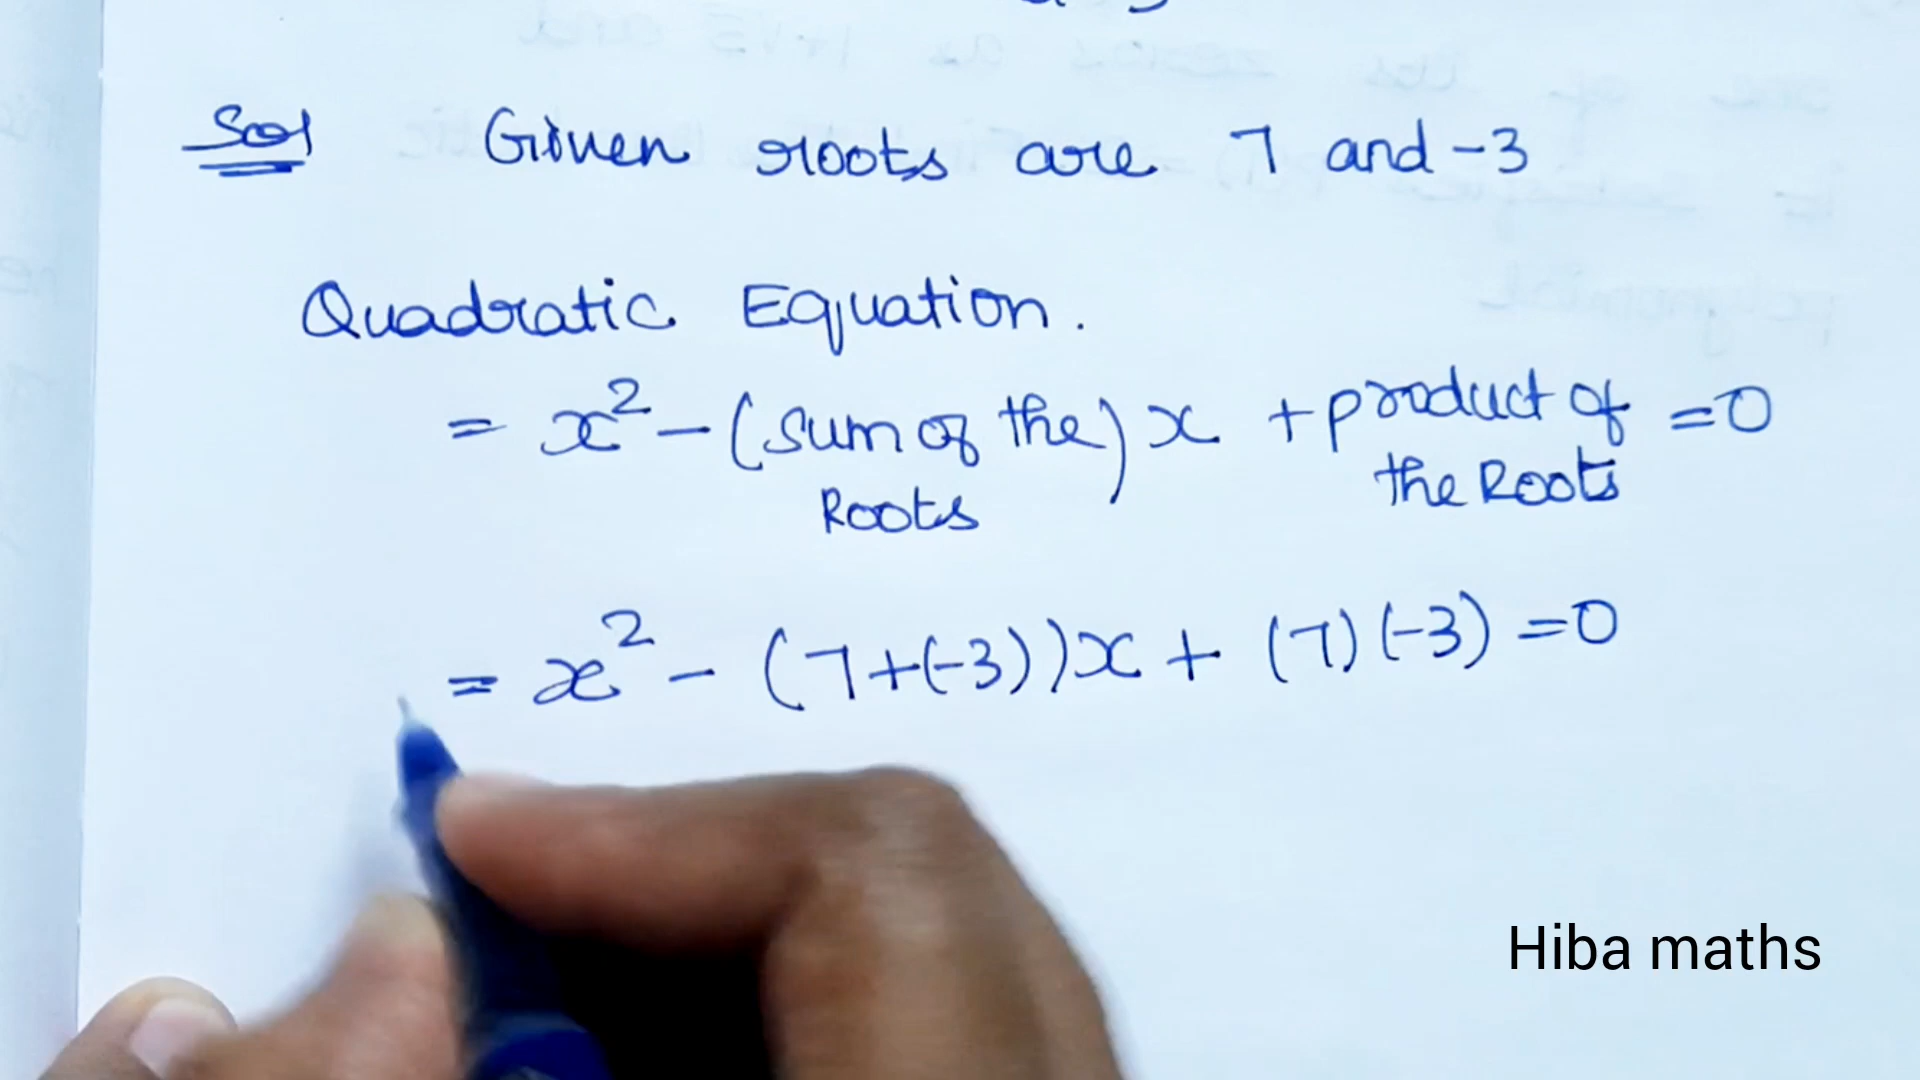 Sol Given roots are 7 and -3
Quadratic Equation.
= x² - (sum of the) x + product of = 0
Roots the Roots
= x² - (7+(-3))x + (7)(-3) = 0
Hiba maths